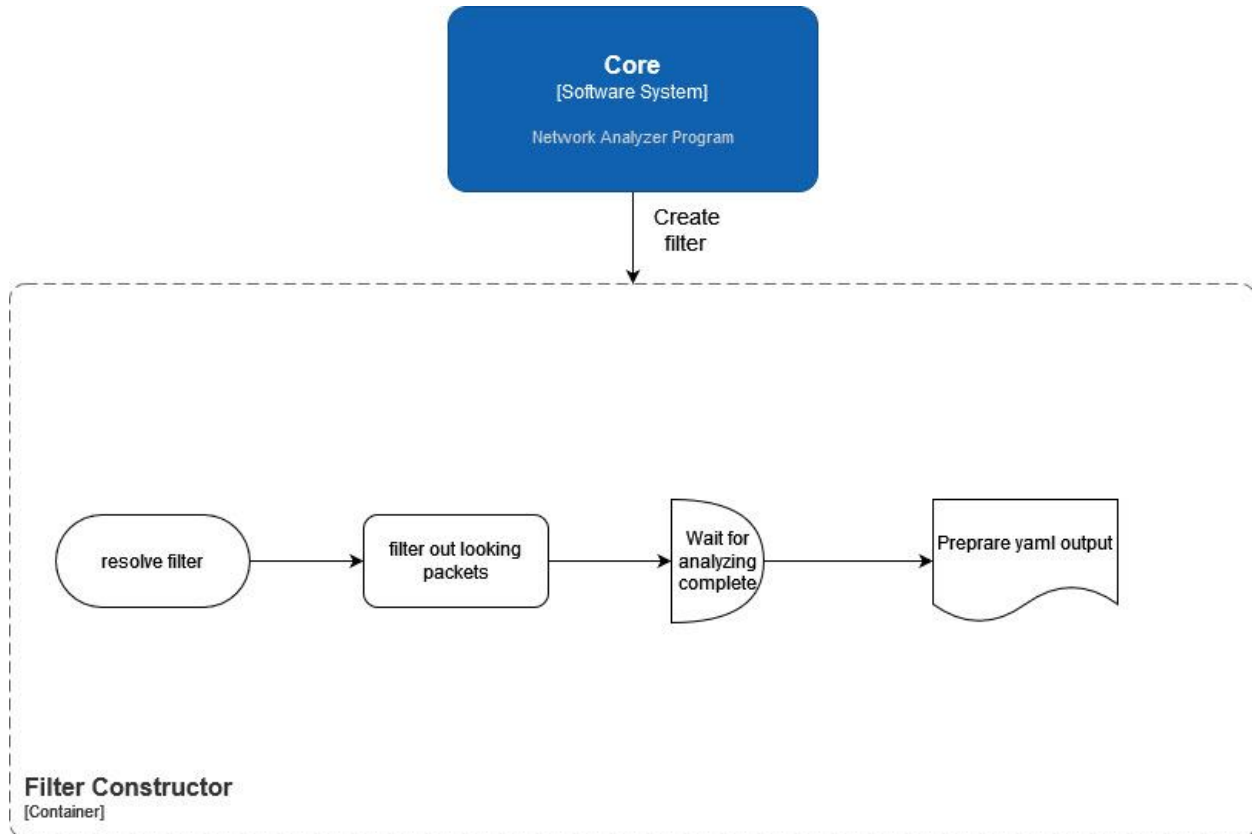 Core
[Software System]
Network Analyzer Program
Create
filter
resolve filter
filter out looking
packets
Wait for
analyzing
complete
Preprare yaml output
Filter Constructor
[Container]